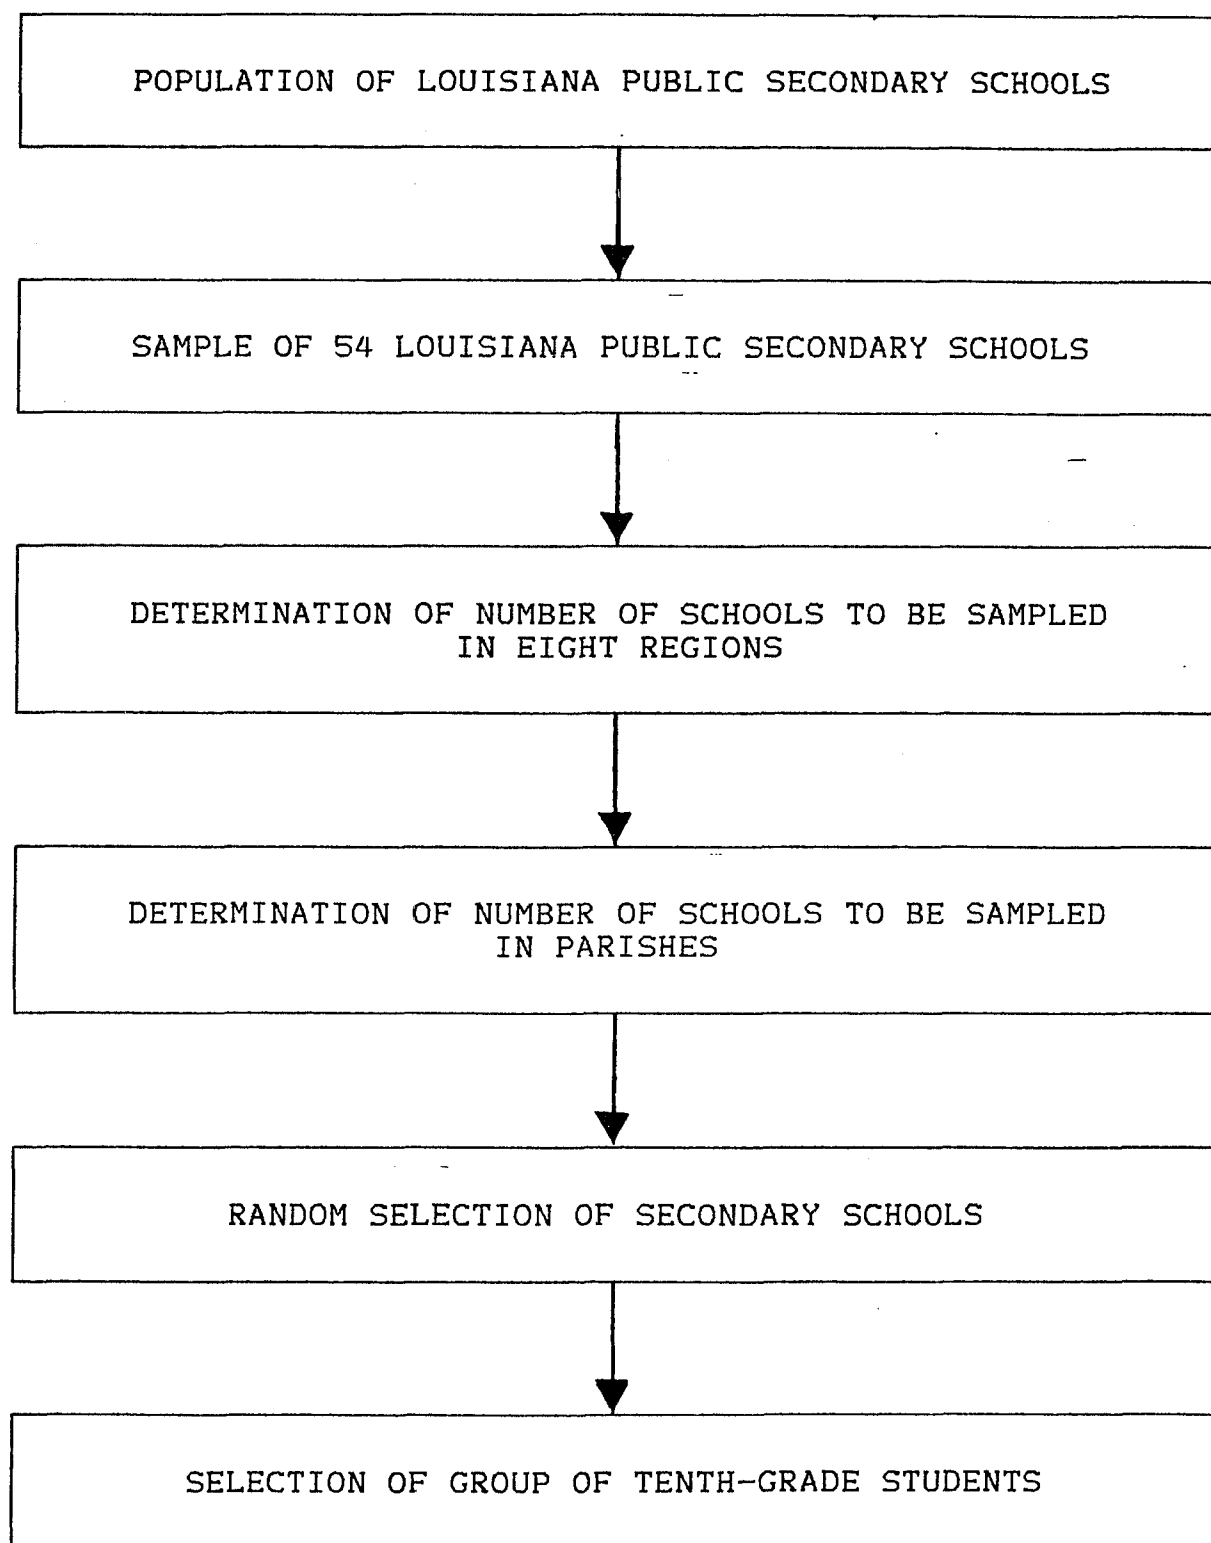 POPULATION OF LOUISIANA PUBLIC SECONDARY SCHOOLS
SAMPLE OF 54 LOUISIANA PUBLIC SECONDARY SCHOOLS
DETERMINATION OF NUMBER OF SCHOOLS TO BE SAMPLED
IN EIGHT REGIONS
DETERMINATION OF NUMBER OF SCHOOLS TO BE SAMPLED
IN PARISHES
RANDOM SELECTION OF SECONDARY SCHOOLS
SELECTION OF GROUP OF TENTH-GRADE STUDENTS